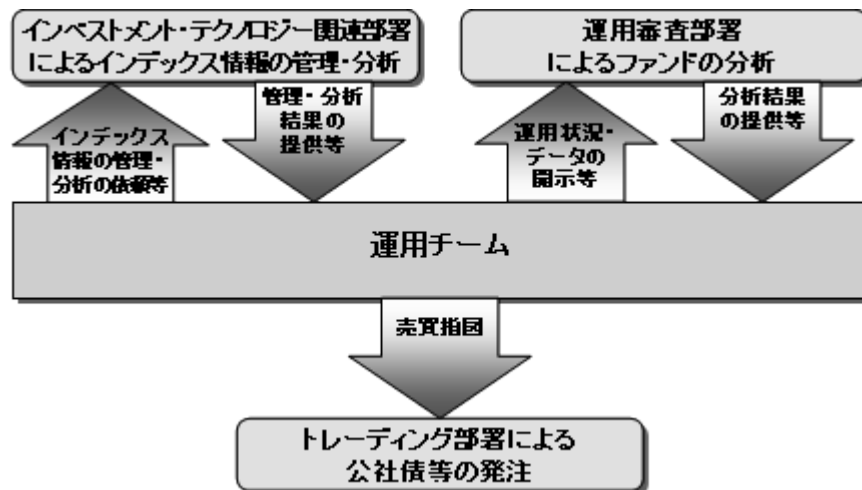 インベストメント・テクノロジー関連部署
によるインデックス情報の管理・分析
運用審査部署
によるファンドの分析
インデックス
情報の管理・
分析の依頼等
管理・分析
結果の
提供等
運用状況・
データの
開示等
分析結果
の提供等
運用チーム
売買指図
トレーディング部署による
公社債等の発注